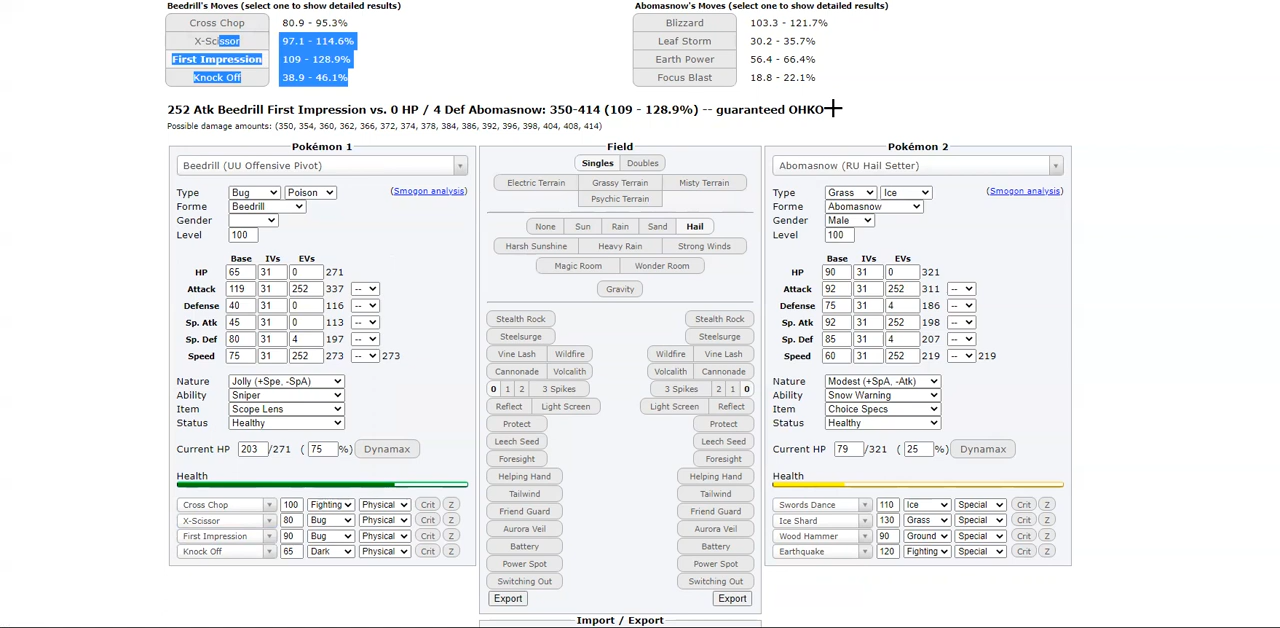 Beedrill's Moves (select one to show detailed results)
Abomasnow's Moves (select one to show detailed results)
Cross Chop 80.9 - 95.3%
X-Scissor 97.1 - 114.6%
First Impression 109 - 128.9%
Knock Off 38.9 - 46.1%
Blizzard 103.3 - 121.7%
Leaf Storm 30.2 - 35.7%
Earth Power 56.4 - 66.4%
Focus Blast 18.8 - 22.1%
252 Atk Beedrill First Impression vs. 0 HP / 4 Def Abomasnow: 350-414 (109 - 128.9%) -- guaranteed OHKO
Possible damage amounts: (350, 354, 360, 362, 366, 372, 374, 378, 384, 386, 392, 396, 398, 404, 408, 414)
Pokémon 1
Beedrill (UU Offensive Pivot)
Type Bug Poison (Smogon analysis)
Forme Beedrill
Gender
Level 100
Base IVs EVs
HP 65 31 0 271
Attack 119 31 252 337 --
Defense 40 31 0 116 --
Sp. Atk 45 31 0 113 --
Sp. Def 80 31 4 197 --
Speed 75 31 252 273 -- 273
Nature Jolly (+Spe, -SpA)
Ability Sniper
Item Scope Lens
Status Healthy
Current HP 203 /271 ( 75 %) Dynamax
Health
Cross Chop 100 Fighting Physical Crit Z
X-Scissor 80 Bug Physical Crit Z
First Impression 90 Bug Physical Crit Z
Knock Off 65 Dark Physical Crit Z
Field
Singles Doubles
Electric Terrain Grassy Terrain Misty Terrain
Psychic Terrain
None Sun Rain Sand Hail
Harsh Sunshine Heavy Rain Strong Winds
Magic Room Wonder Room
Gravity
Stealth Rock Stealth Rock
Steelsurge Steelsurge
Vine Lash Wildfire Wildfire Vine Lash
Cannonade Volcalith Volcalith Cannonade
0 1 2 3 Spikes 3 Spikes 2 1 0
Reflect Light Screen Light Screen Reflect
Protect Protect
Leech Seed Leech Seed
Foresight Foresight
Helping Hand Helping Hand
Tailwind Tailwind
Friend Guard Friend Guard
Aurora Veil Aurora Veil
Battery Battery
Power Spot Power Spot
Switching Out Switching Out
Export Export
Pokémon 2
Abomasnow (RU Hail Setter)
Type Grass Ice (Smogon analysis)
Forme Abomasnow
Gender Male
Level 100
Base IVs EVs
HP 90 31 0 321
Attack 92 31 252 311 --
Defense 75 31 4 186 --
Sp. Atk 92 31 252 198 --
Sp. Def 85 31 4 207 --
Speed 60 31 252 219 -- 219
Nature Modest (+SpA, -Atk)
Ability Snow Warning
Item Choice Specs
Status Healthy
Current HP 79 /321 ( 25 %) Dynamax
Health
Swords Dance 110 Ice Special Crit Z
Ice Shard 130 Grass Special Crit Z
Wood Hammer 90 Ground Special Crit Z
Earthquake 120 Fighting Special Crit Z
Import / Export